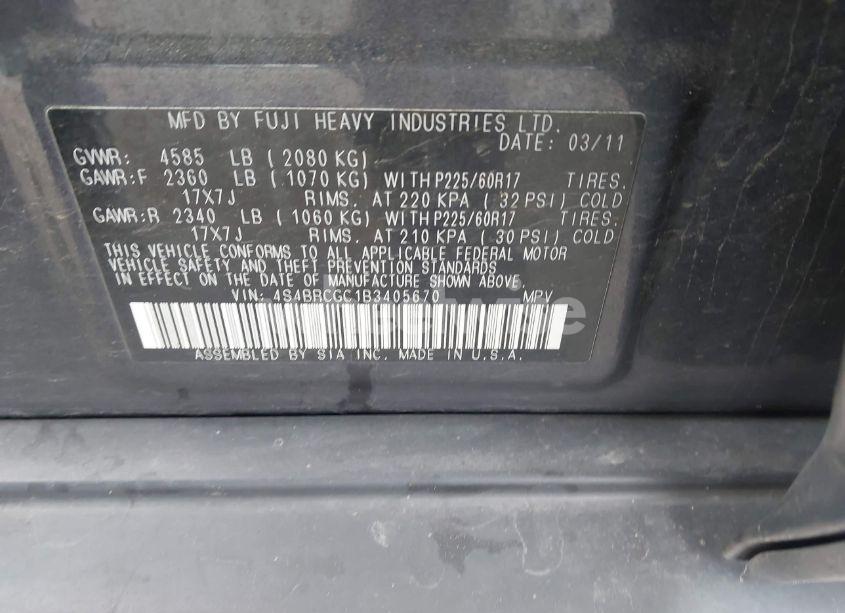 MFD BY FUJI HEAVY INDUSTRIES LTD.
DATE: 03/11
GVWR: 4585 LB ( 2080 KG)
GAWR:F 2360 LB ( 1070 KG) WITH P225/60R17 TIRES.
17X7J RIMS. AT 220 KPA ( 32 PSI) COLD
GAWR:R 2340 LB ( 1060 KG) WITH P225/60R17 TIRES.
17X7J RIMS. AT 210 KPA ( 30 PSI) COLD
THIS VEHICLE CONFORMS TO ALL APPLICABLE FEDERAL MOTOR
VEHICLE SAFETY AND THEFT PREVENTION STANDARDS
IN EFFECT ON THE DATE OF MANUFACTURE SHOWN ABOVE.
VIN: 4S4BRCGC1B3405670 MPV
ASSEMBLED BY SIA INC. MADE IN U.S.A.